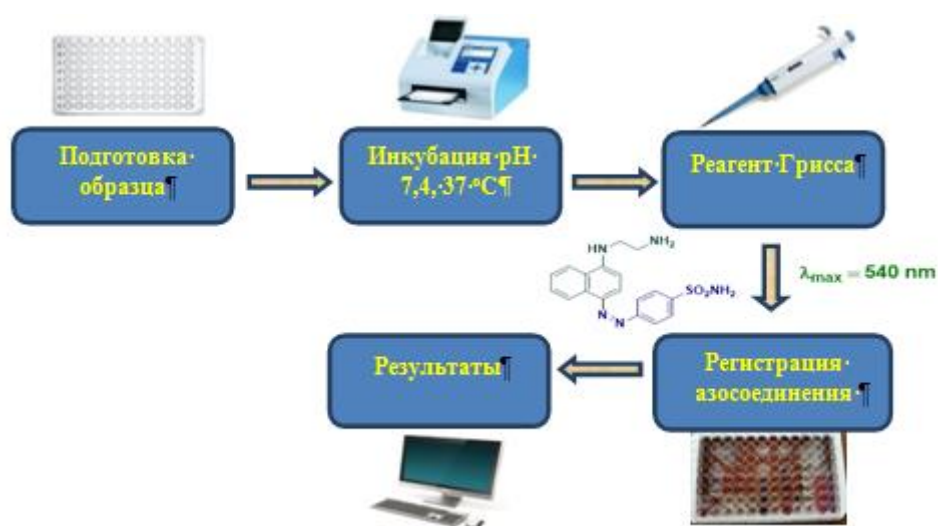 Подготовка·
образца¶
Инкубация·pH·
7,4,·37·°C¶
Реагент·Грисса¶
HN
NH₂
SO₂NH₂
N
N
λmax = 540 nm
Результаты¶
Регистрация·
азосоединения·¶